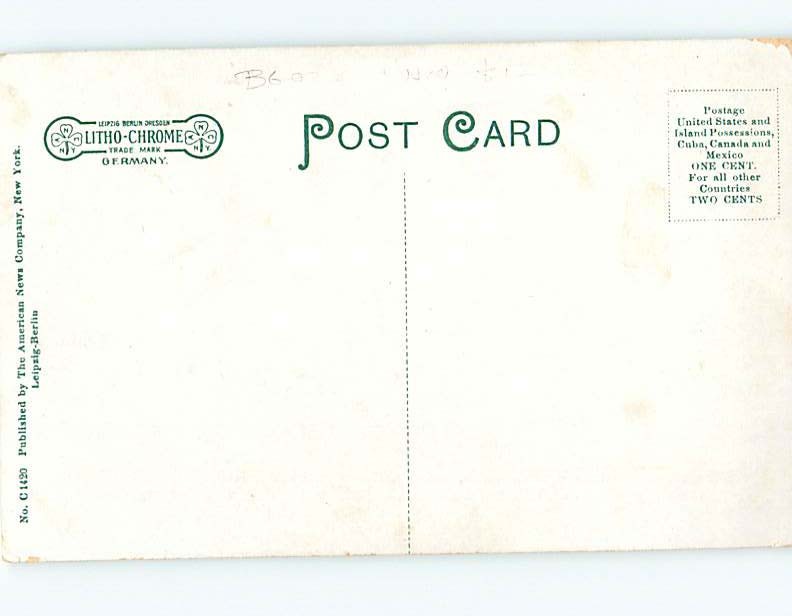 LEIPZIG BERLIN DRESDEN
LITHO-CHROME
TRADE MARK
GERMANY.
POST CARD
Postage
United States and
Island Possessions,
Cuba, Canada and
Mexico
ONE CENT.
For all other
Countries
TWO CENTS
No. C1420 Published by The American News Company, New York.
Leipzig-Berlin